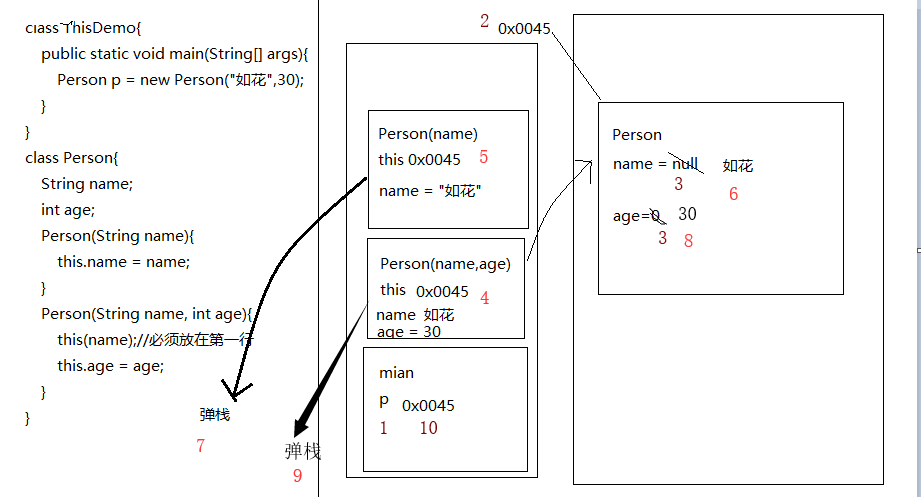 class ThisDemo{
public static void main(String[] args){
Person p = new Person("如花",30);
}
}
class Person{
String name;
int age;
Person(String name){
this.name = name;
}
Person(String name, int age){
this(name);//必须放在第一行
this.age = age;
}
}
弹栈
7
弹栈
9
Person(name)
this 0x0045 5
name = "如花"
Person(name,age)
this 0x0045 4
name 如花
age = 30
mian
p 0x0045
1 10
2 0x0045
Person
name = null 如花
3 6
age=0 30
3 8